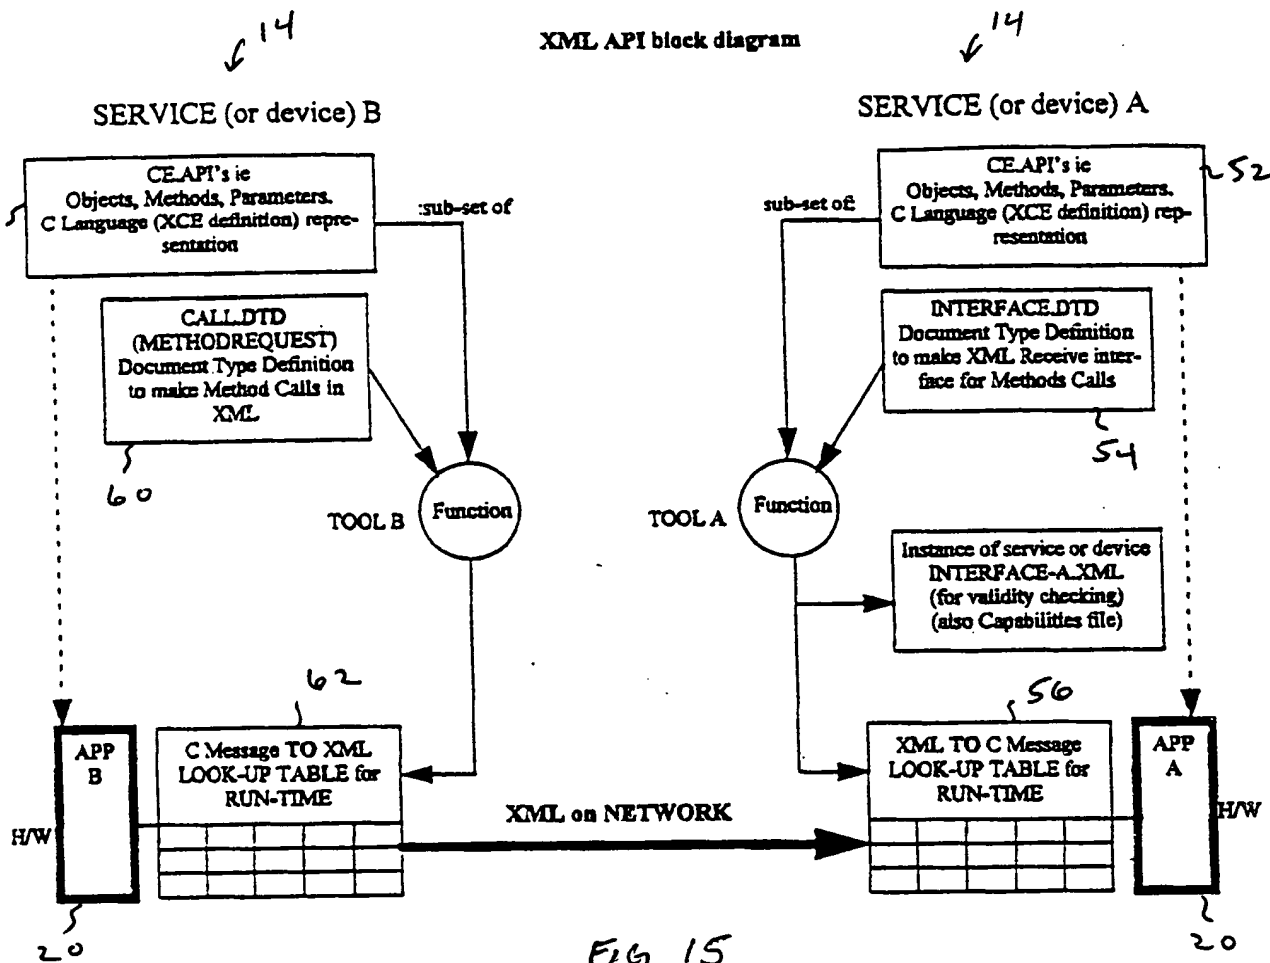 14
XML API block diagram
14
SERVICE (or device) B
SERVICE (or device) A
CE.API's ie
Objects, Methods, Parameters.
C Language (XCE definition) repre-
sentation
:sub-set of
sub-set of:
CE.API's ie
Objects, Methods, Parameters.
C Language (XCE definition) rep-
resentation
52
CALL.DTD
(METHODREQUEST)
Document Type Definition
to make Method Calls in
XML
60
INTERFACE.DTD
Document Type Definition
to make XML Receive inter-
face for Methods Calls
54
TOOL B
Function
TOOL A
Function
Instance of service or device
INTERFACE-A.XML
(for validity checking)
(also Capabilities file)
62
56
APP
B
C Message TO XML
LOOK-UP TABLE for
RUN-TIME
XML TO C Message
LOOK-UP TABLE for
RUN-TIME
APP
A
H/W
XML on NETWORK
H/W
20
20
FIG 15